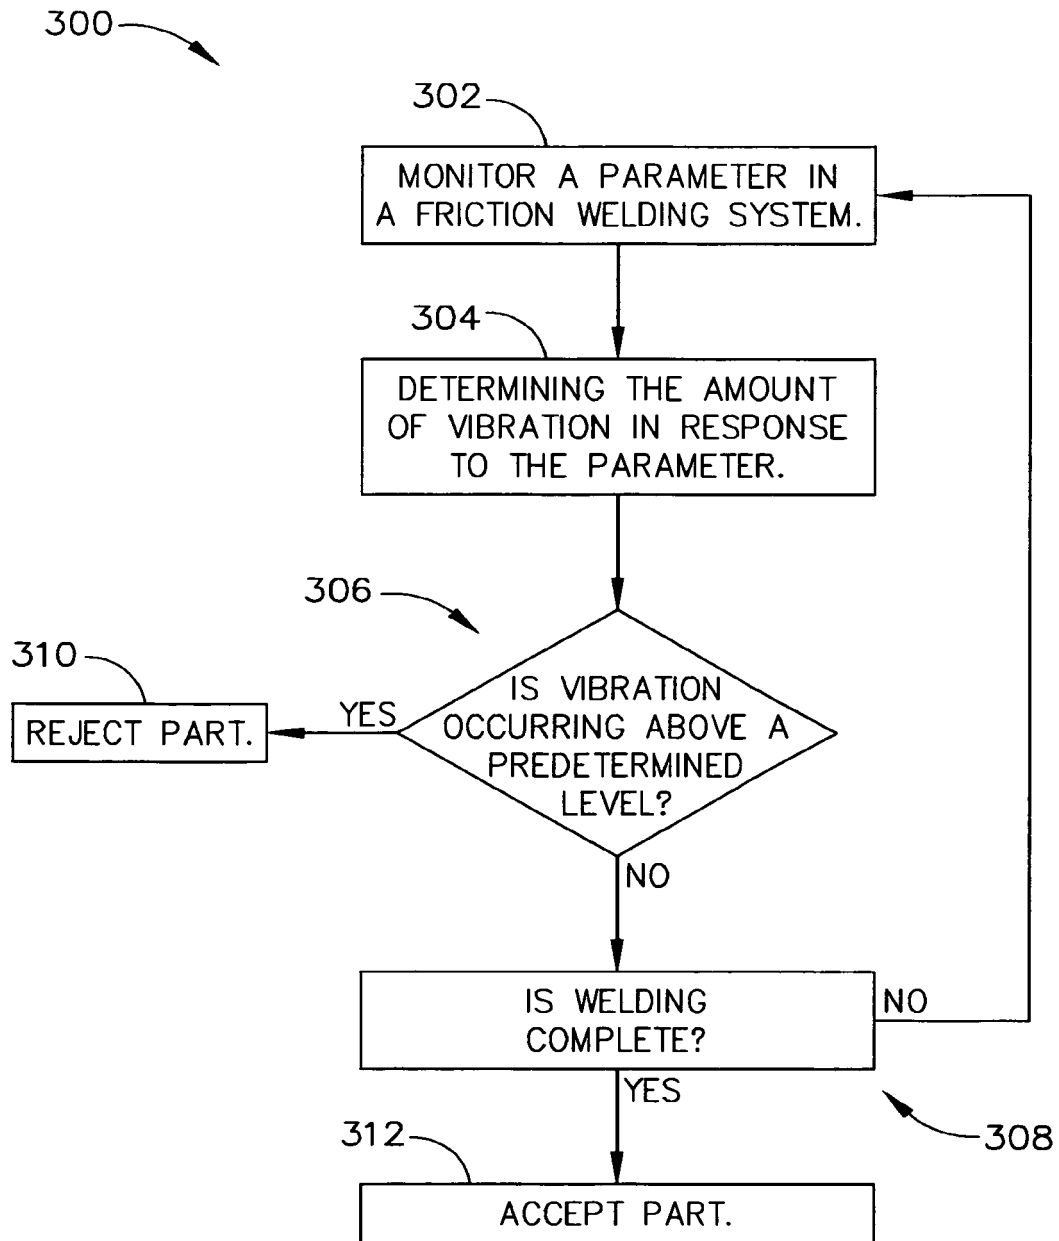 300
302
MONITOR A PARAMETER IN
A FRICTION WELDING SYSTEM.
304
DETERMINING THE AMOUNT
OF VIBRATION IN RESPONSE
TO THE PARAMETER.
306
IS VIBRATION
OCCURRING ABOVE A
PREDETERMINED
LEVEL?
YES
310
REJECT PART.
NO
IS WELDING
COMPLETE?
NO
YES
308
312
ACCEPT PART.